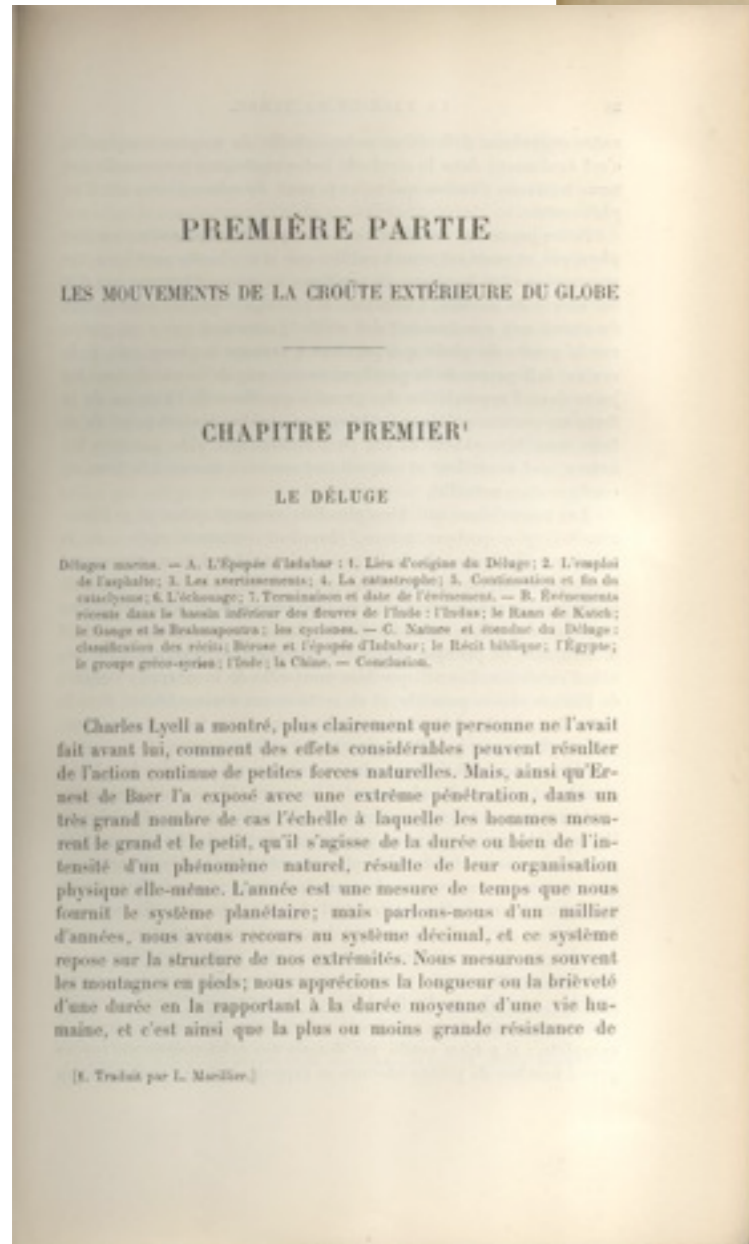 PREMIÈRE PARTIE
LES MOUVEMENTS DE LA CROÛTE EXTÉRIEURE DU GLOBE
CHAPITRE PREMIER¹
LE DÉLUGE
Déluges marins. — A. L'Épopée d'Izdubar : 1. Lieu d'origine du Déluge; 2. L'emploi
de l'asphalte; 3. Les avertissements; 4. La catastrophe; 5. Continuation et fin du
cataclysme; 6. L'échouage; 7. Terminaison et date de l'événement. — B. Événements
récents dans le bassin inférieur des fleuves de l'Inde : l'Indus; le Rann de Kutch;
le Gange et le Brahmapoutra; les cyclones. — C. Nature et étendue du Déluge :
classification des récits; Bérose et l'épopée d'Izdubar; le Récit biblique; l'Égypte;
le groupe gréco-syrien; l'Inde; la Chine. — Conclusion.
Charles Lyell a montré, plus clairement que personne ne l'avait
fait avant lui, comment des effets considérables peuvent résulter
de l'action continue de petites forces naturelles. Mais, ainsi qu'Er-
nest de Baer l'a exposé avec une extrême pénétration, dans un
très grand nombre de cas l'échelle à laquelle les hommes mesu-
rent le grand et le petit, qu'il s'agisse de la durée ou bien de l'in-
tensité d'un phénomène naturel, résulte de leur organisation
physique elle-même. L'année est une mesure de temps que nous
fournit le système planétaire; mais parlons-nous d'un millier
d'années, nous avons recours au système décimal, et ce système
repose sur la structure de nos extrémités. Nous mesurons souvent
les montagnes en pieds; nous apprécions la longueur ou la brièveté
d'une durée en la rapportant à la durée moyenne d'une vie hu-
maine, et c'est ainsi que la plus ou moins grande résistance de
[1. Traduit par L. Marillier.]